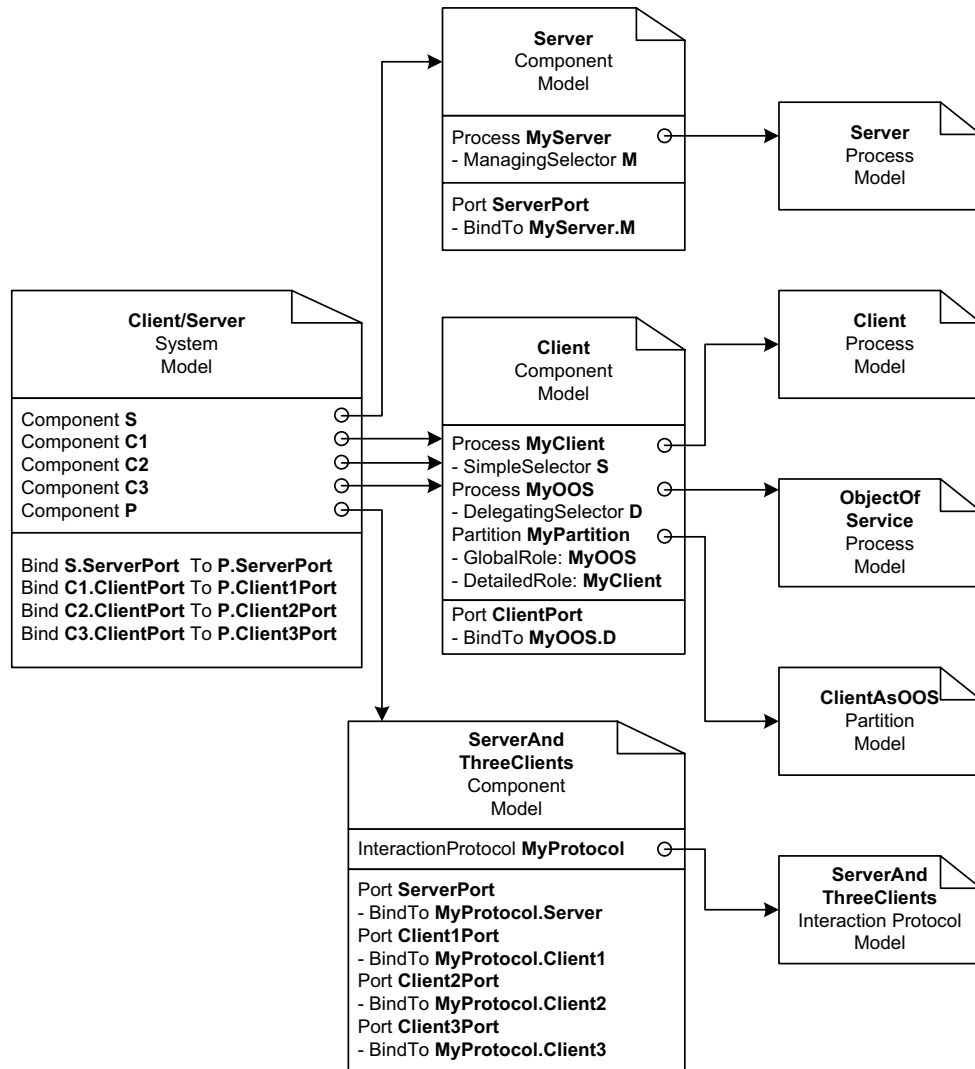 Server
Component
Model
Process MyServer
- ManagingSelector M
Port ServerPort
- BindTo MyServer.M
Server
Process
Model
Client/Server
System
Model
Component S
Component C1
Component C2
Component C3
Component P
Bind S.ServerPort To P.ServerPort
Bind C1.ClientPort To P.Client1Port
Bind C2.ClientPort To P.Client2Port
Bind C3.ClientPort To P.Client3Port
Client
Component
Model
Process MyClient
- SimpleSelector S
Process MyOOS
- DelegatingSelector D
Partition MyPartition
- GlobalRole: MyOOS
- DetailedRole: MyClient
Port ClientPort
- BindTo MyOOS.D
Client
Process
Model
ObjectOf
Service
Process
Model
ClientAsOOS
Partition
Model
ServerAnd
ThreeClients
Component
Model
InteractionProtocol MyProtocol
Port ServerPort
- BindTo MyProtocol.Server
Port Client1Port
- BindTo MyProtocol.Client1
Port Client2Port
- BindTo MyProtocol.Client2
Port Client3Port
- BindTo MyProtocol.Client3
ServerAnd
ThreeClients
Interaction Protocol
Model